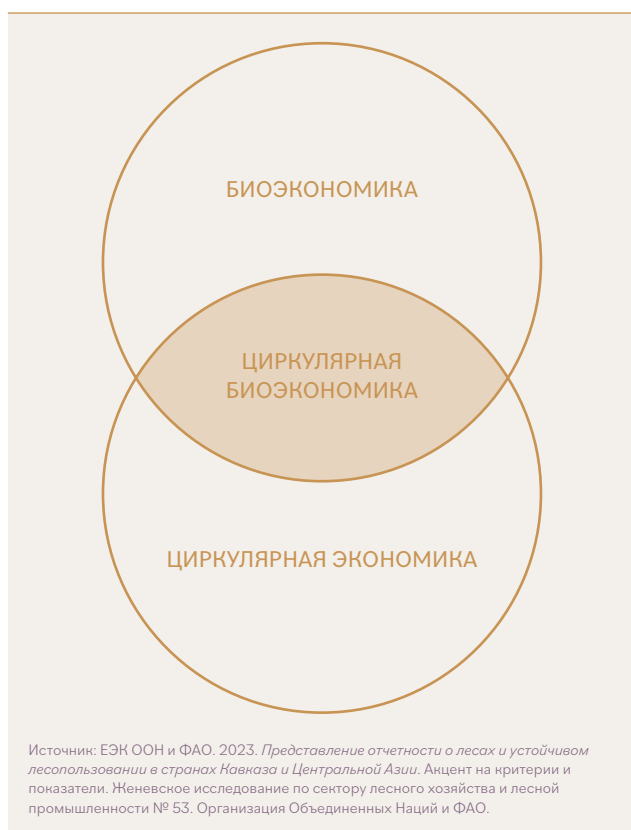 БИОЭКОНОМИКА
ЦИРКУЛЯРНАЯ
БИОЭКОНОМИКА
ЦИРКУЛЯРНАЯ ЭКОНОМИКА
Источник: ЕЭК ООН и ФАО. 2023. Представление отчетности о лесах и устойчивом
лесопользовании в странах Кавказа и Центральной Азии. Акцент на критерии и
показатели. Женевское исследование по сектору лесного хозяйства и лесной
промышленности № 53. Организация Объединенных Наций и ФАО.